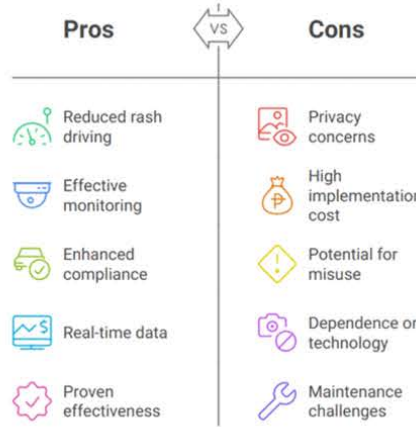 Pros
VS
Cons
Reduced rash
driving
Privacy
concerns
Effective
monitoring
High
implementation
cost
Enhanced
compliance
Potential for
misuse
Real-time data
Dependence on
technology
Proven
effectiveness
Maintenance
challenges